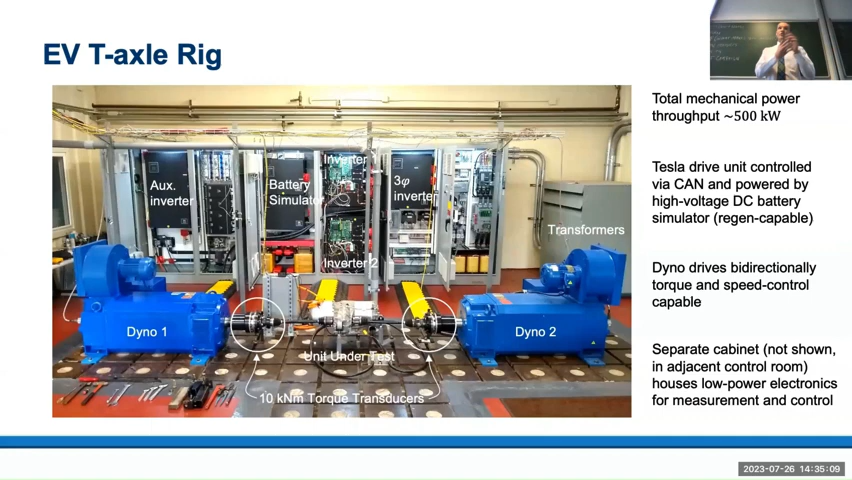 EV T-axle Rig
Total mechanical power
throughput ~500 kW
Tesla drive unit controlled
via CAN and powered by
high-voltage DC battery
simulator (regen-capable)
Dyno drives bidirectionally
torque and speed-control
capable
Separate cabinet (not shown,
in adjacent control room)
houses low-power electronics
for measurement and control
Aux.
inverter
Battery
Simulator
Inverter 1
Inverter 2
3φ
inverter
Transformers
Dyno 1
Unit Under Test
Dyno 2
10 kNm Torque Transducers
2023-07-26 14:35:09